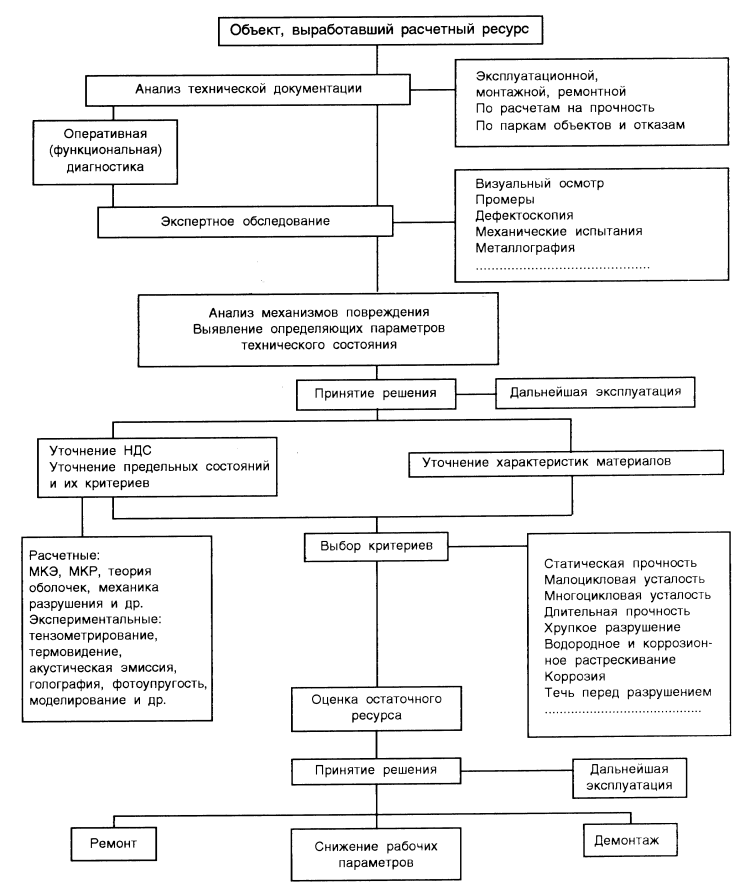 Объект, выработавший расчетный ресурс
Анализ технической документации
Эксплуатационной,
монтажной, ремонтной
По расчетам на прочность
По паркам объектов и отказам
Оперативная
(функциональная)
диагностика
Экспертное обследование
Визуальный осмотр
Промеры
Дефектоскопия
Механические испытания
Металлография
............................................
Анализ механизмов повреждения
Выявление определяющих параметров
технического состояния
Принятие решения
Дальнейшая эксплуатация
Уточнение НДС
Уточнение предельных состояний
и их критериев
Уточнение характеристик материалов
Расчетные:
МКЭ, МКР, теория
оболочек, механика
разрушения и др.
Экспериментальные:
тензометрирование,
термовидение,
акустическая эмиссия,
голография, фотоупругость,
моделирование и др.
Выбор критериев
Статическая прочность
Малоцикловая усталость
Многоцикловая усталость
Длительная прочность
Хрупкое разрушение
Водородное и коррозион-
ное растрескивание
Коррозия
Течь перед разрушением
........................................
Оценка остаточного
ресурса
Принятие решения
Дальнейшая
эксплуатация
Ремонт
Снижение рабочих
параметров
Демонтаж